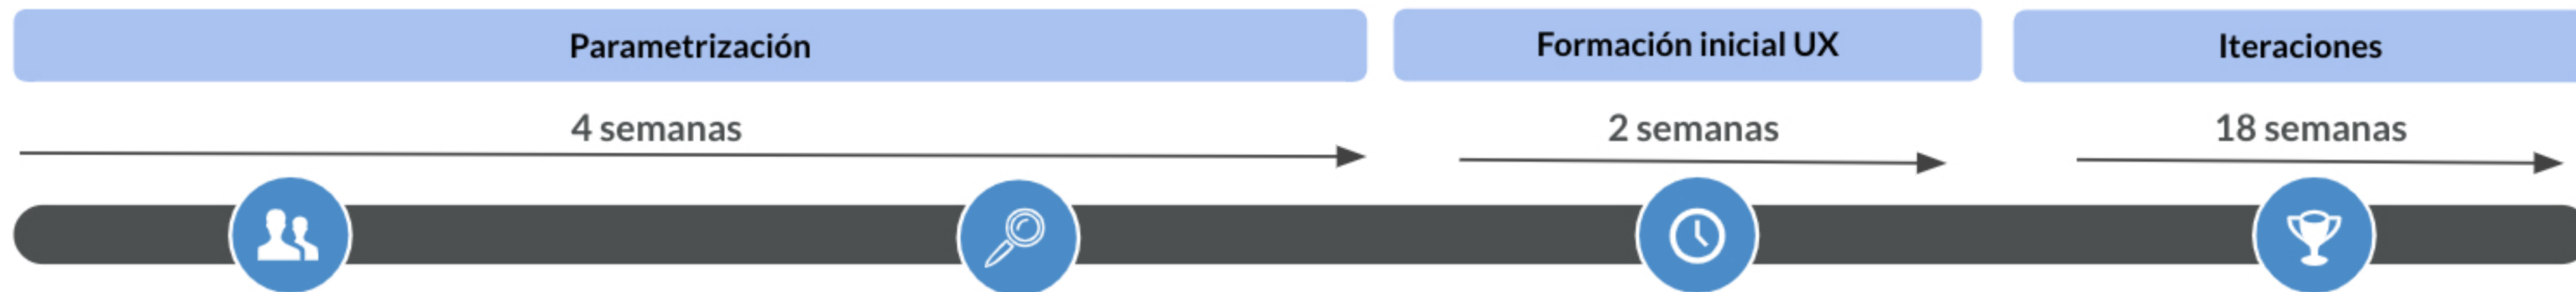 Parametrización
Formación inicial UX
Iteraciones
4 semanas
2 semanas
18 semanas